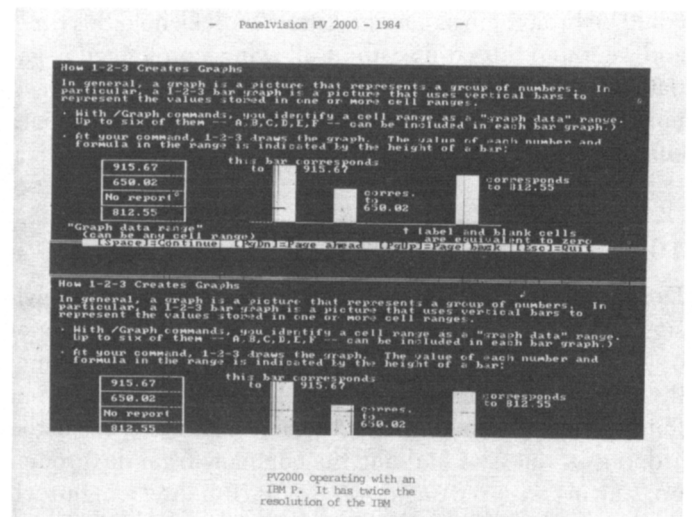 Panelvision PV 2000 - 1984
How 1-2-3 Creates Graphs
In general, a graph is a picture that represents a group of numbers. In
particular, a 1-2-3 bar graph is a picture that uses vertical bars to
represent the values stored in one or more cell ranges.
· With /Graph commands, you identify a cell range as a "graph data" range.
Up to six of them -- A,B,C,D,E,F -- can be included in each bar graph.)
· At your command, 1-2-3 draws the graph. The value of each number and
formula in the range is indicated by the height of a bar:
this bar corresponds
to 915.67
915.67
650.02
No report
812.55
corres.
to
650.02
corresponds
to 812.55
"Graph data range"
(can be any cell range)
↑ label and blank cells
are equivalent to zero
[Space]=Continue [PgDn]=Page ahead [PgUp]=Page back [Esc]=Quit
How 1-2-3 Creates Graphs
In general, a graph is a picture that represents a group of numbers. In
particular, a 1-2-3 bar graph is a picture that uses vertical bars to
represent the values stored in one or more cell ranges.
· With /Graph commands, you identify a cell range as a "graph data" range.
Up to six of them -- A,B,C,D,E,F -- can be included in each bar graph.)
· At your command, 1-2-3 draws the graph. The value of each number and
formula in the range is indicated by the height of a bar:
this bar corresponds
to 915.67
915.67
650.02
No report
812.55
corres.
to
650.02
corresponds
to 812.55
PV2000 operating with an
IBM P. It has twice the
resolution of the IBM